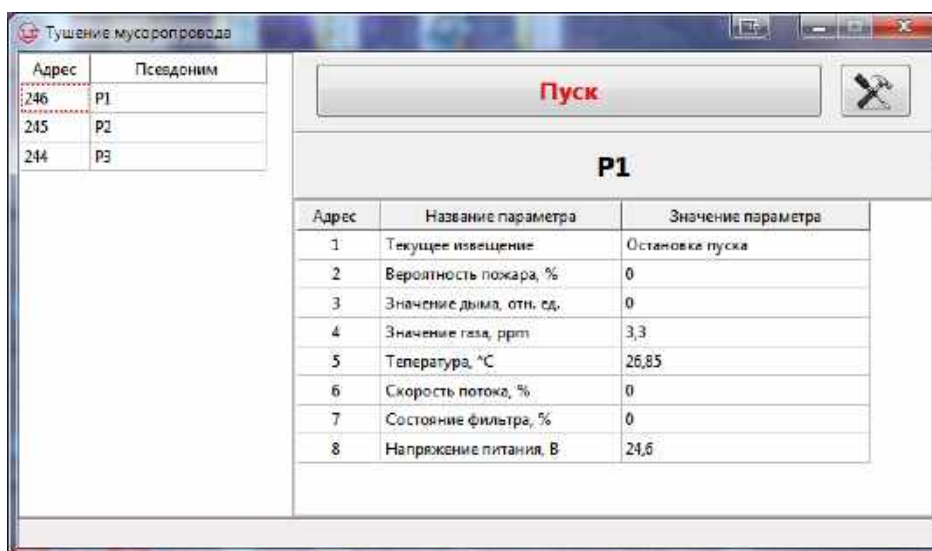 Тушение мусоропровода
Адрес Псевдоним
246 P1
245 P2
244 P3
Пуск
P1
Адрес Название параметра Значение параметра
1 Текущее извещение Остановка пуска
2 Вероятность пожара, % 0
3 Значение дыма, отн. ед. 0
4 Значение газа, ppm 3,3
5 Тепература, °C 26,85
6 Скорость потока, % 0
7 Состояние фильтра, % 0
8 Напряжение питания, В 24,6